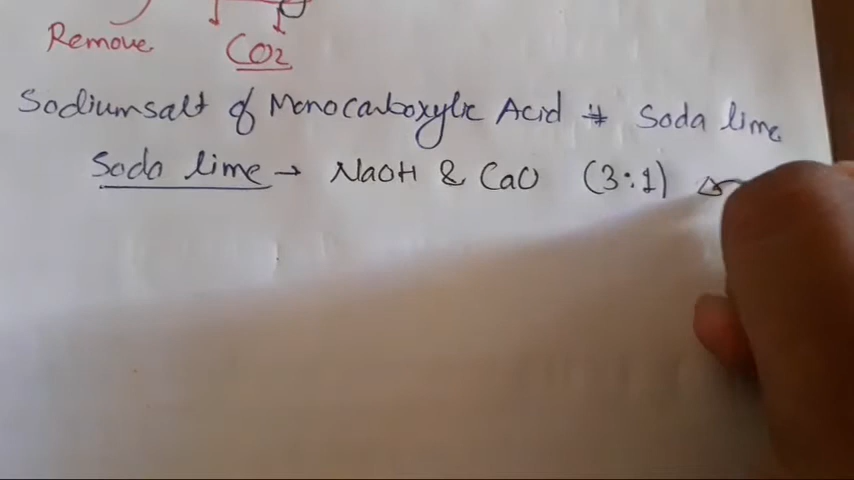 Remove CO2
Sodiumsalt of Monocarboxylic Acid + Soda lime
Soda lime → NaOH & CaO (3:1)